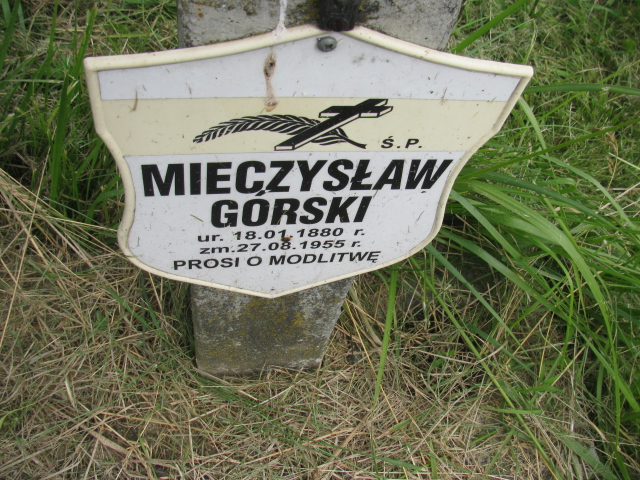 Ś.P.
MIECZYSŁAW
GÓRSKI
ur. 18.01.1880 r.
zm.27.08.1955 r.
PROSI O MODLITWĘ